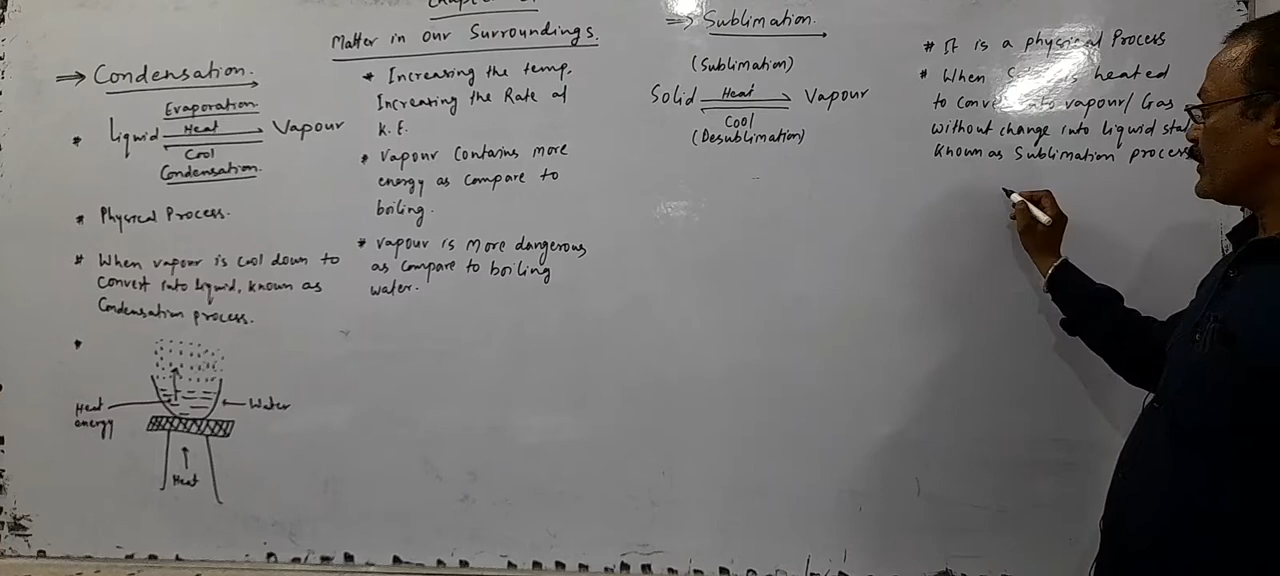 Matter in our Surroundings.
⇒ Condensation.
Evaporation
* Liquid Heat Vapour
Cool
Condensation.
* Physical Process.
* When vapour is cool down to
convert into liquid, known as
Condensation process.
Heat
energy
Water
Heat
* Increasing the temp.
Increasing the Rate of
K.E.
* Vapour contains more
energy as compare to
boiling.
* Vapour is more dangerous
as compare to boiling
water.
⇒ Sublimation.
(Sublimation)
Solid Heat Vapour
Cool
(Desublimation)
* It is a physical Process
* When heated
to vapour/Gas
without change into liquid
known as Sublimation process